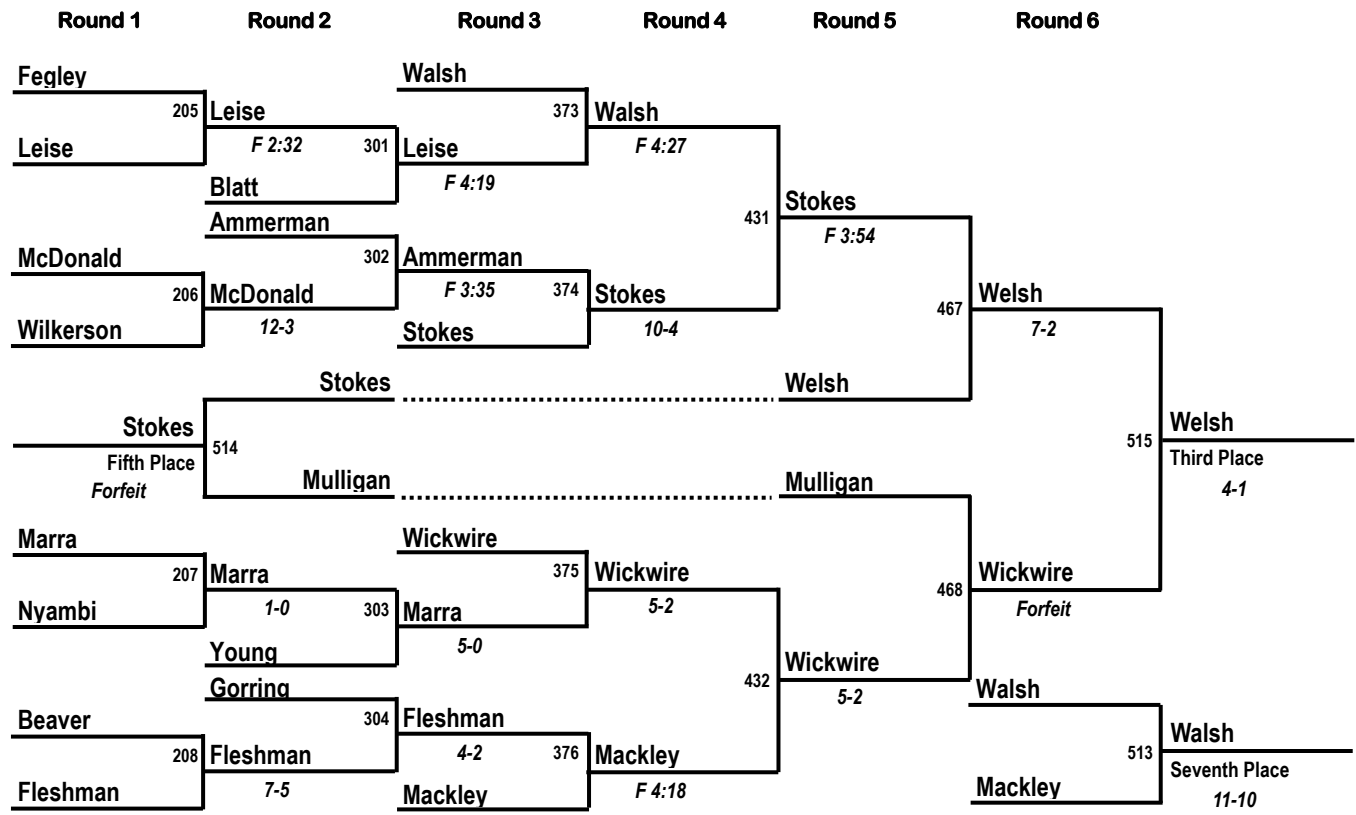 Round 1 Round 2 Round 3 Round 4 Round 5 Round 6
Fegley
Walsh
205 Leise
373 Walsh
F 2:32
301
F 4:27
Leise
Leise
Blatt
F 4:19
Stokes
431
F 3:54
Ammerman
McDonald
302 Ammerman
206 McDonald
F 3:35
374 Stokes
467 Welsh
Wilkerson
12-3
Stokes
10-4
7-2
Stokes
Welsh
Stokes
514
Fifth Place
Forfeit
515 Welsh
Third Place
4-1
Mulligan
Mulligan
Marra
Wickwire
207 Marra
375 Wickwire
468 Wickwire
1-0
303
5-2
Forfeit
Nyambi
Marra
5-0
Young
432 Wickwire
5-2
Gorring
Walsh
Beaver
304 Fleshman
208 Fleshman
4-2
376 Mackley
513 Walsh
Seventh Place
11-10
Fleshman
7-5
Mackley
F 4:18
Mackley